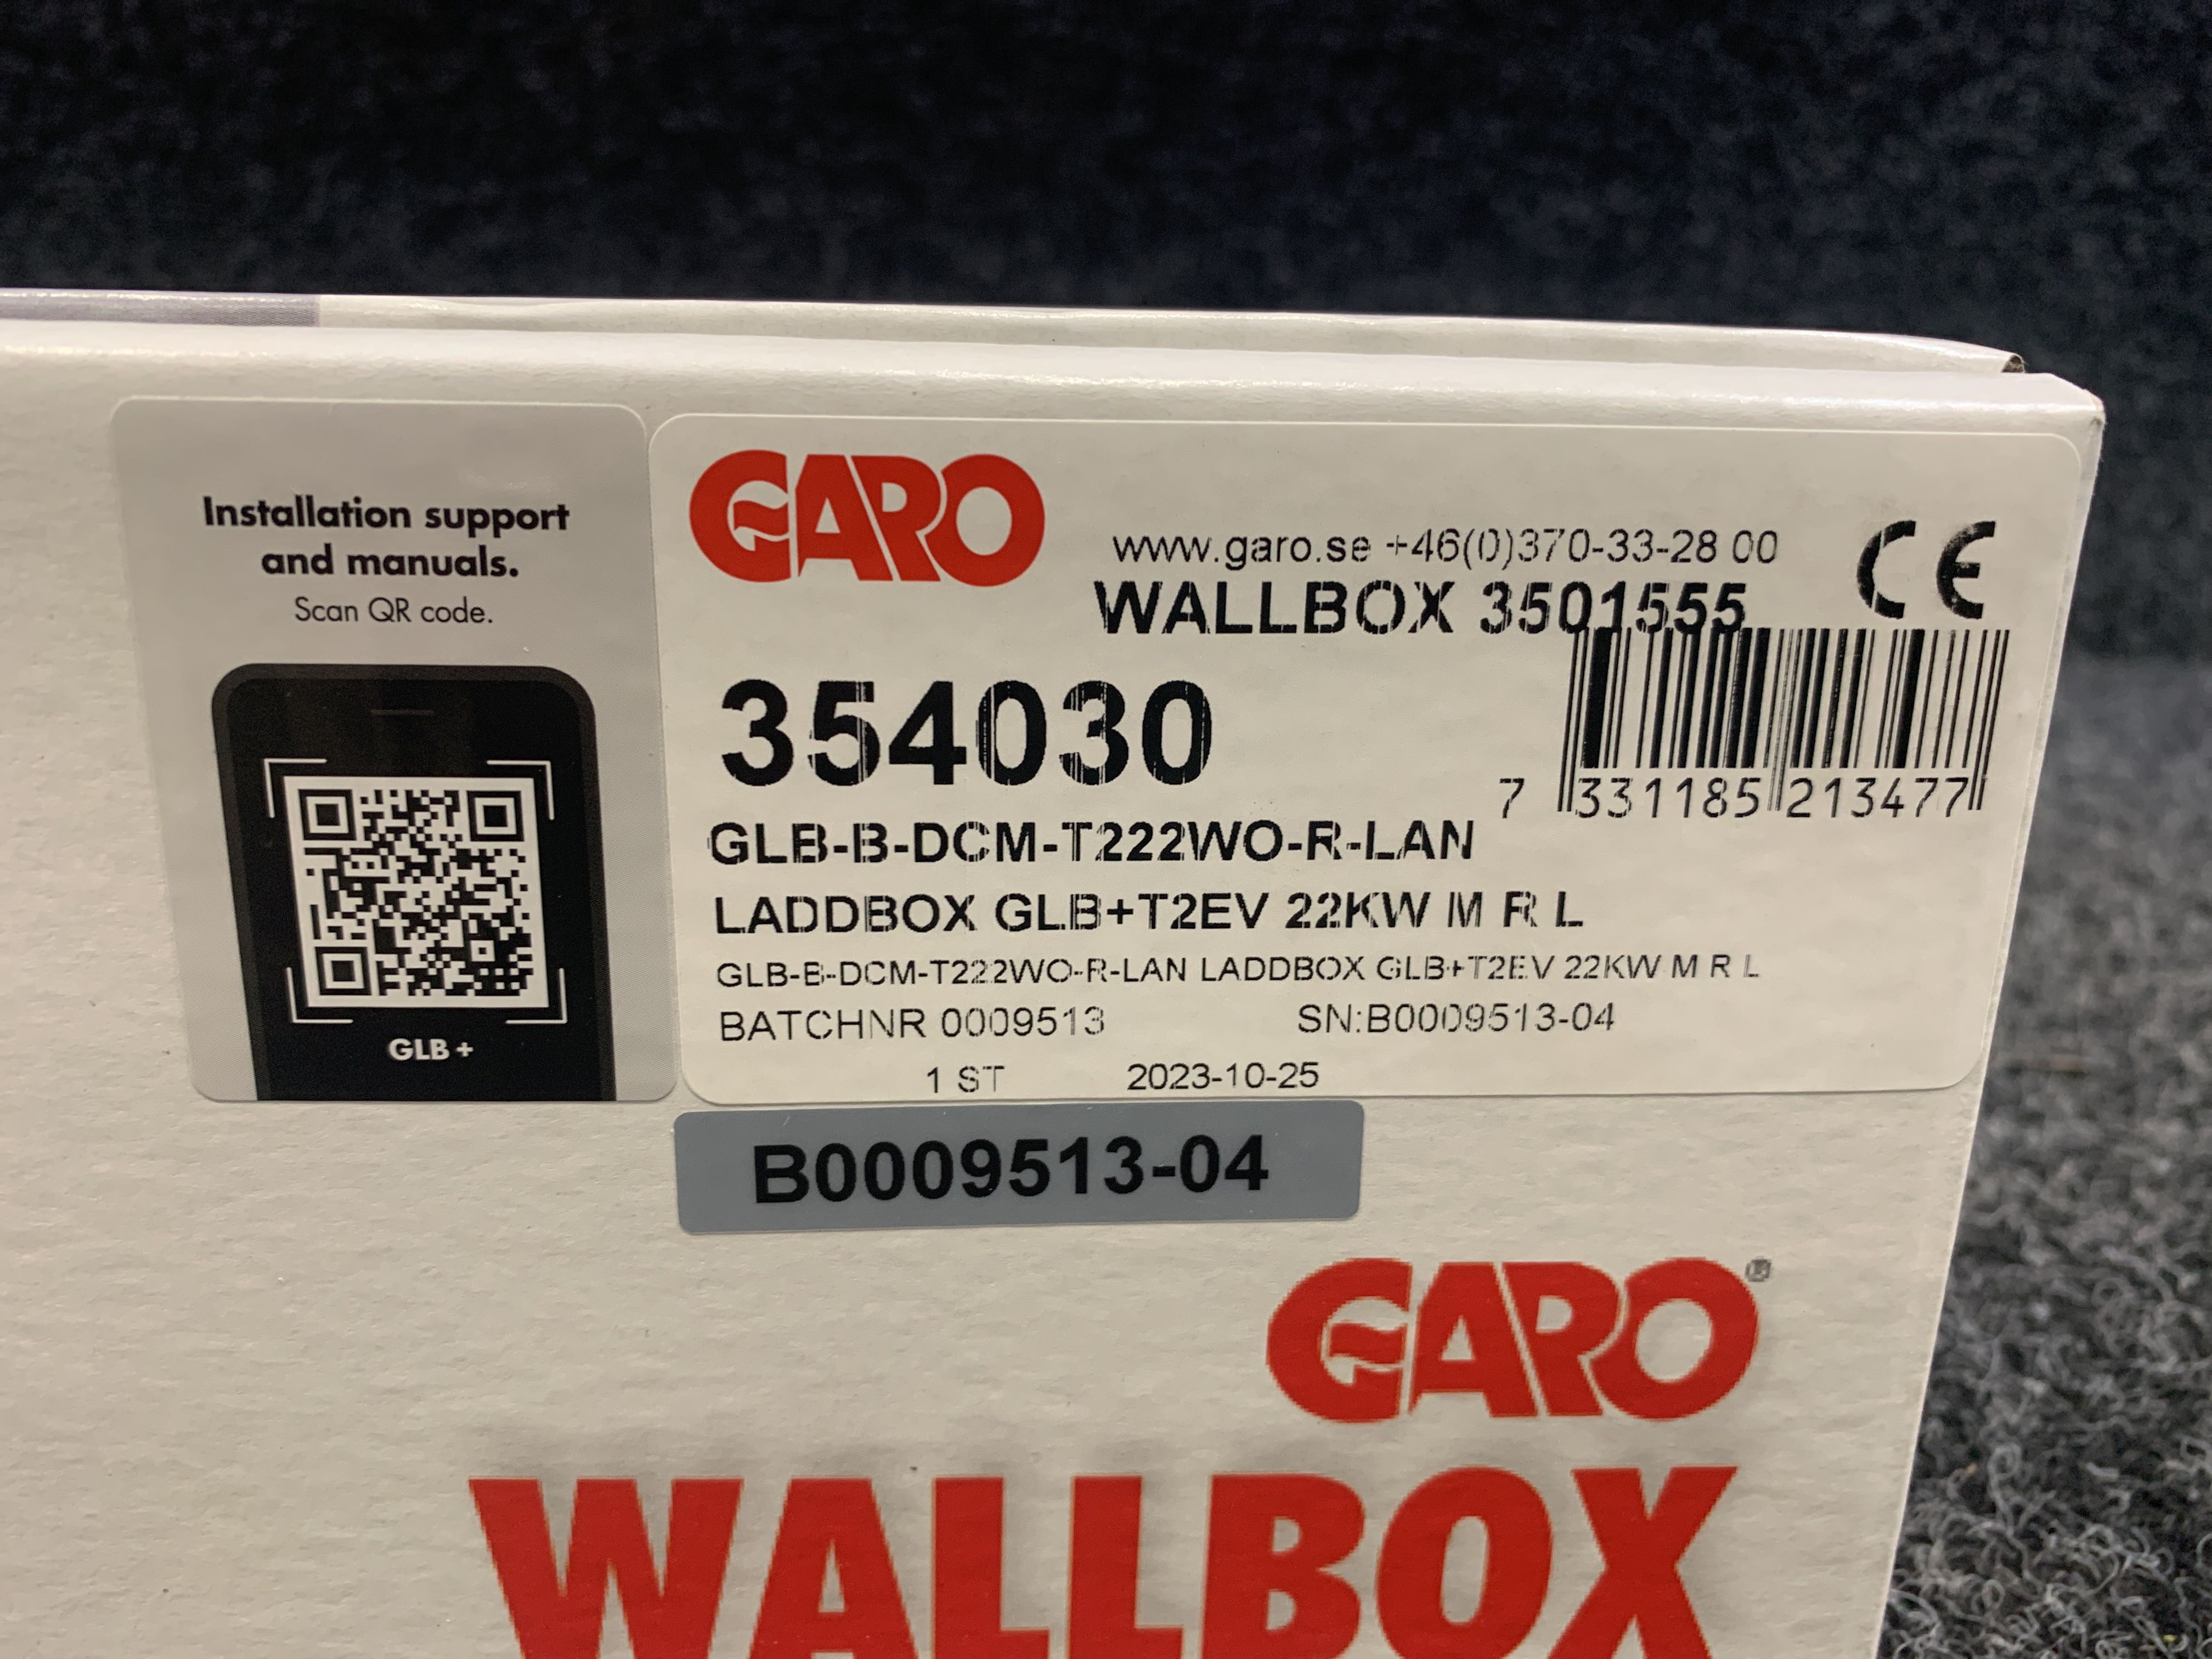 Installation support
and manuals.
Scan QR code.
GLB +
GARO
www.garo.se +46(0)370-33-28 00
CE
WALLBOX 3501555
354030
7 331185 213477
GLB-B-DCM-T222WO-R-LAN
LADDBOX GLB+T2EV 22KW M R L
GLB-B-DCM-T222WO-R-LAN LADDBOX GLB+T2EV 22KW M R L
BATCHNR 0009513 SN:B0009513-04
1 ST 2023-10-25
B0009513-04
GARO®
WALLBOX